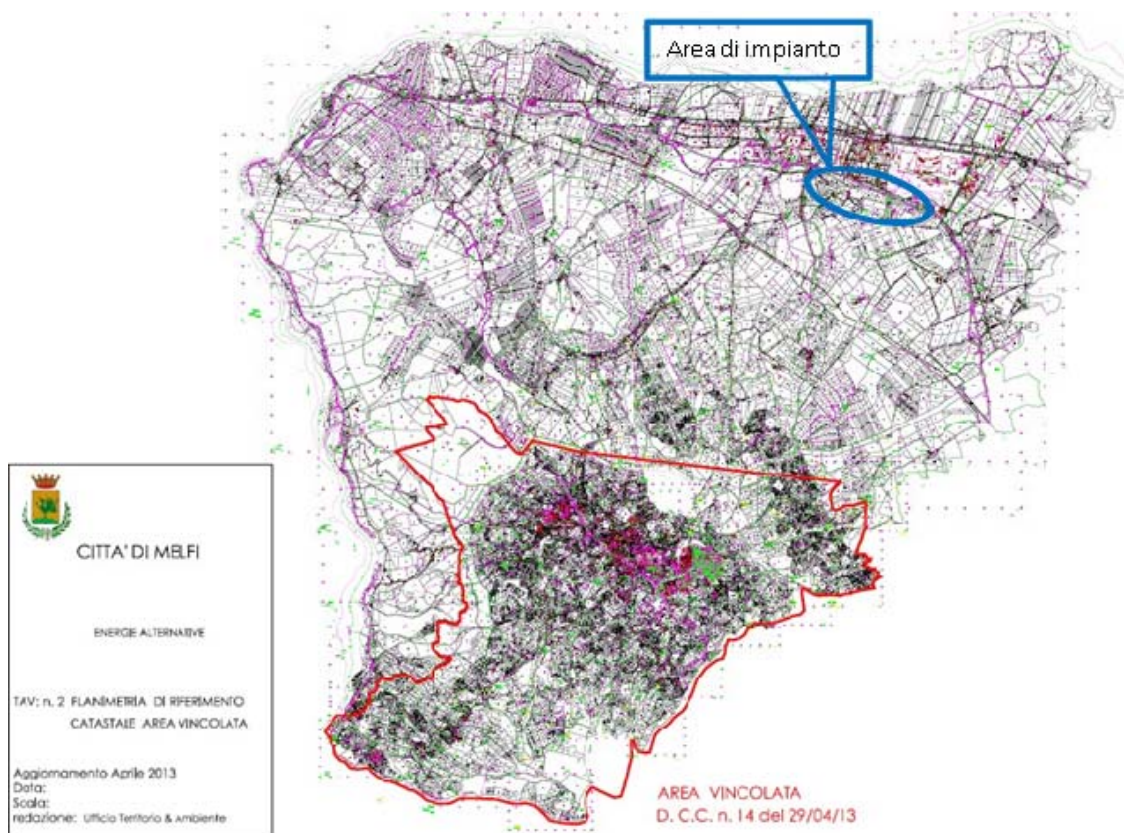 Area di impianto
CITTA' DI MELFI
ENERGIE ALTERNATIVE
TAV: n. 2 PLANIMETRIA DI RIFERIMENTO
CATASTALE AREA VINCOLATA
Aggiornamento Aprile 2013
Data:
Scala:
redazione: Ufficio Territorio & Ambiente
AREA VINCOLATA
D. C.C. n. 14 del 29/04/13